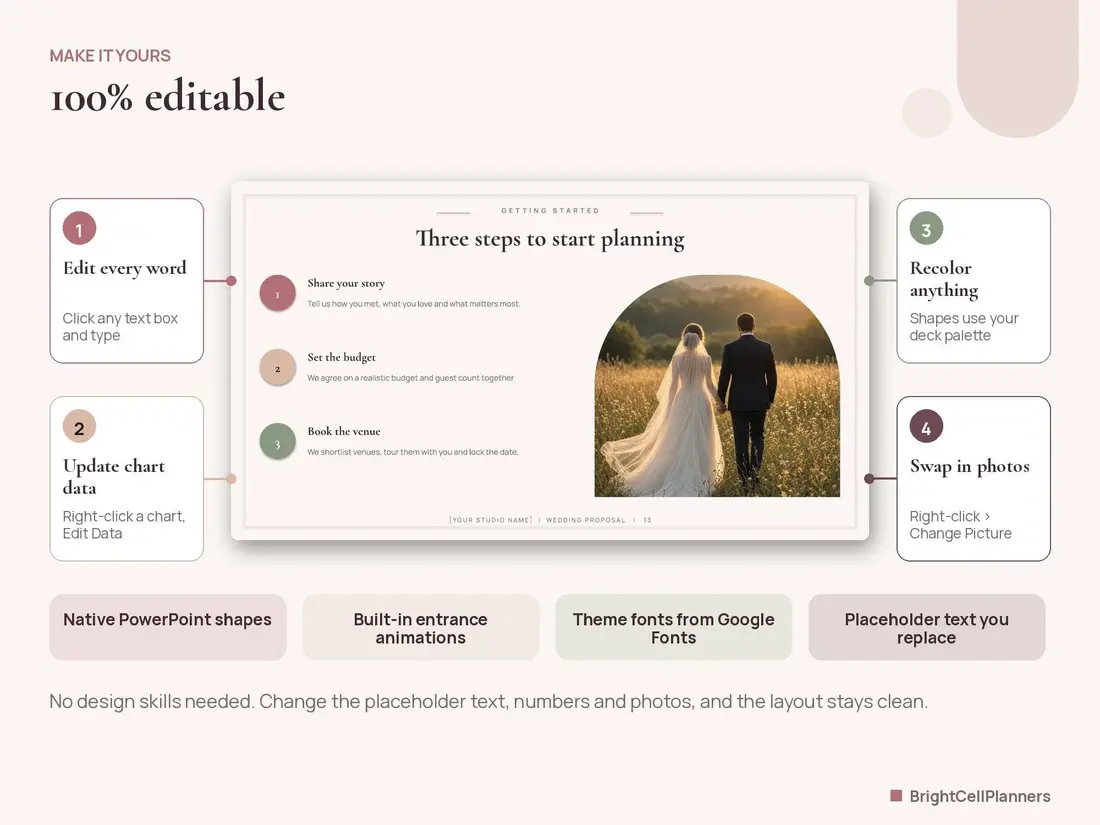 MAKE IT YOURS
100% editable
1
Edit every word
Click any text box
and type
2
Update chart
data
Right-click a chart,
Edit Data
GETTING STARTED
Three steps to start planning
1
Share your story
Tell us how you met, what you love and what matters most.
2
Set the budget
We agree on a realistic budget and guest count together
3
Book the venue
We shortlist venues, tour them with you and lock the date.
[YOUR STUDIO NAME] | WEDDING PROPOSAL | 13
3
Recolor
anything
Shapes use your
deck palette
4
Swap in photos
Right-click >
Change Picture
Native PowerPoint shapes
Built-in entrance
animations
Theme fonts from Google
Fonts
Placeholder text you
replace
No design skills needed. Change the placeholder text, numbers and photos, and the layout stays clean.
BrightCellPlanners